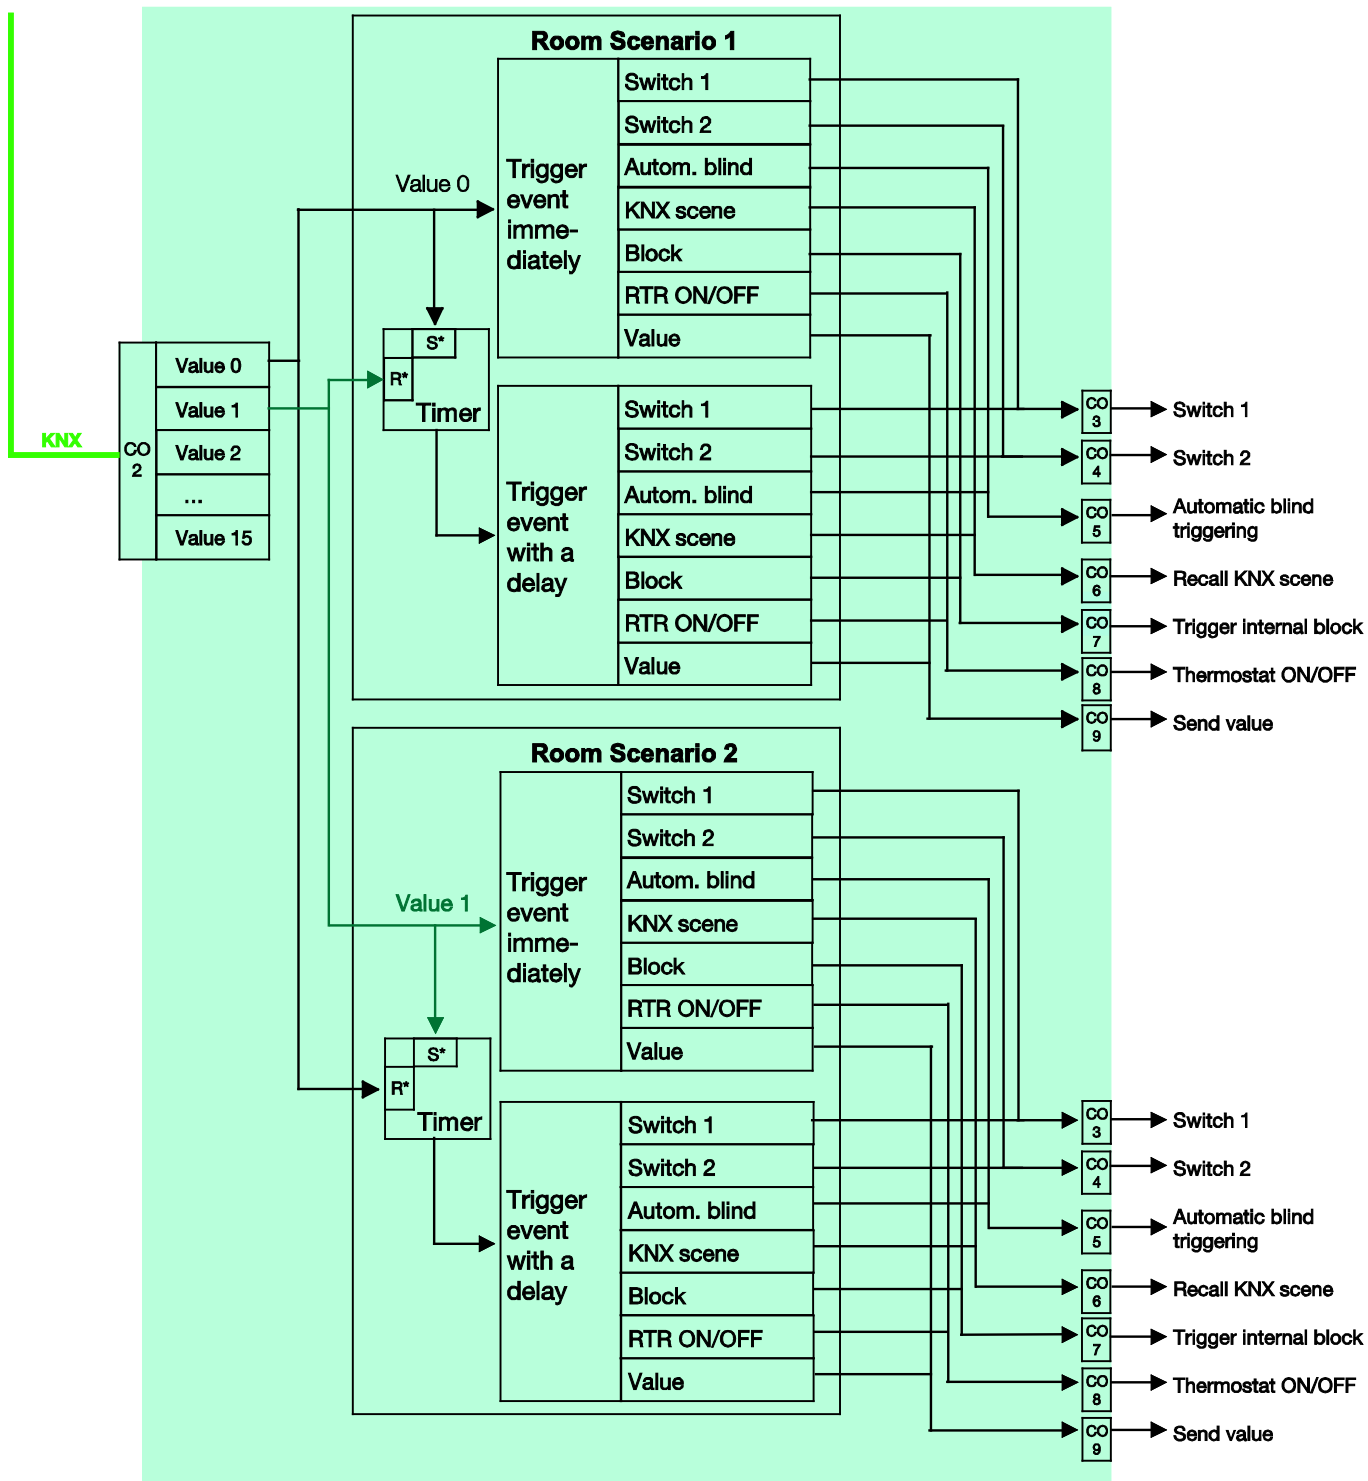 KNX
CO
2
Value 0
Value 1
Value 2
...
Value 15
Room Scenario 1
Value 0
Trigger
event
imme-
diately
Switch 1
Switch 2
Autom. blind
KNX scene
Block
RTR ON/OFF
Value
S*
R*
Timer
Trigger
event
with a
delay
Switch 1
Switch 2
Autom. blind
KNX scene
Block
RTR ON/OFF
Value
CO
3
Switch 1
CO
4
Switch 2
CO
5
Automatic blind
triggering
CO
6
Recall KNX scene
CO
7
Trigger internal block
CO
8
Thermostat ON/OFF
CO
9
Send value
Room Scenario 2
Value 1
Trigger
event
imme-
diately
Switch 1
Switch 2
Autom. blind
KNX scene
Block
RTR ON/OFF
Value
S*
R*
Timer
Trigger
event
with a
delay
Switch 1
Switch 2
Autom. blind
KNX scene
Block
RTR ON/OFF
Value
CO
3
Switch 1
CO
4
Switch 2
CO
5
Automatic blind
triggering
CO
6
Recall KNX scene
CO
7
Trigger internal block
CO
8
Thermostat ON/OFF
CO
9
Send value